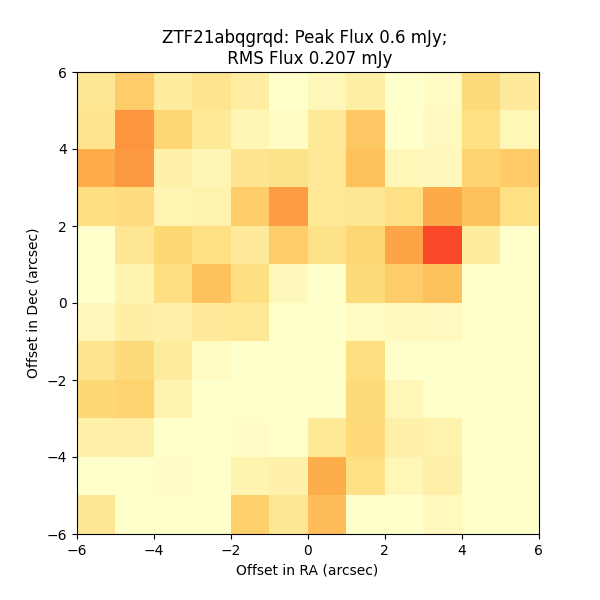 ZTF21abqgrqd: Peak Flux 0.6 mJy;
RMS Flux 0.207 mJy
6
4
2
0
−2
−4
−6
Offset in Dec (arcsec)
−6 −4 −2 0 2 4 6
Offset in RA (arcsec)